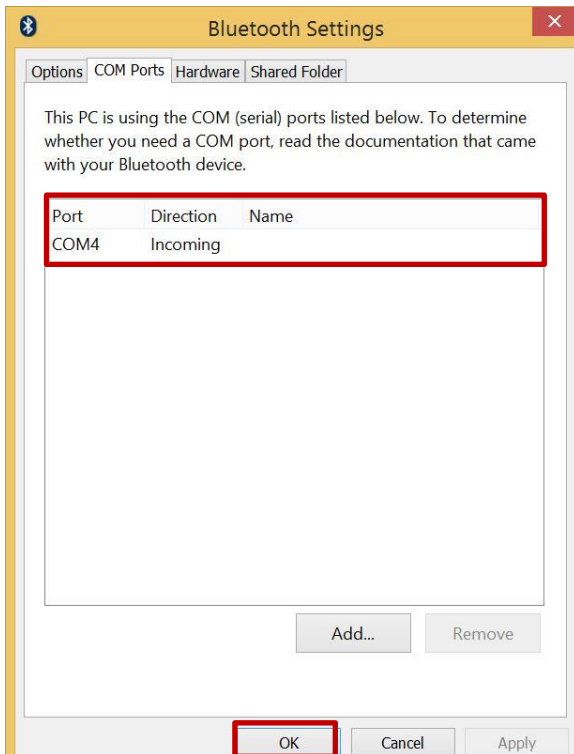 Bluetooth Settings
Options COM Ports Hardware Shared Folder
This PC is using the COM (serial) ports listed below. To determine
whether you need a COM port, read the documentation that came
with your Bluetooth device.
Port Direction Name
COM4 Incoming
Add... Remove
OK Cancel Apply